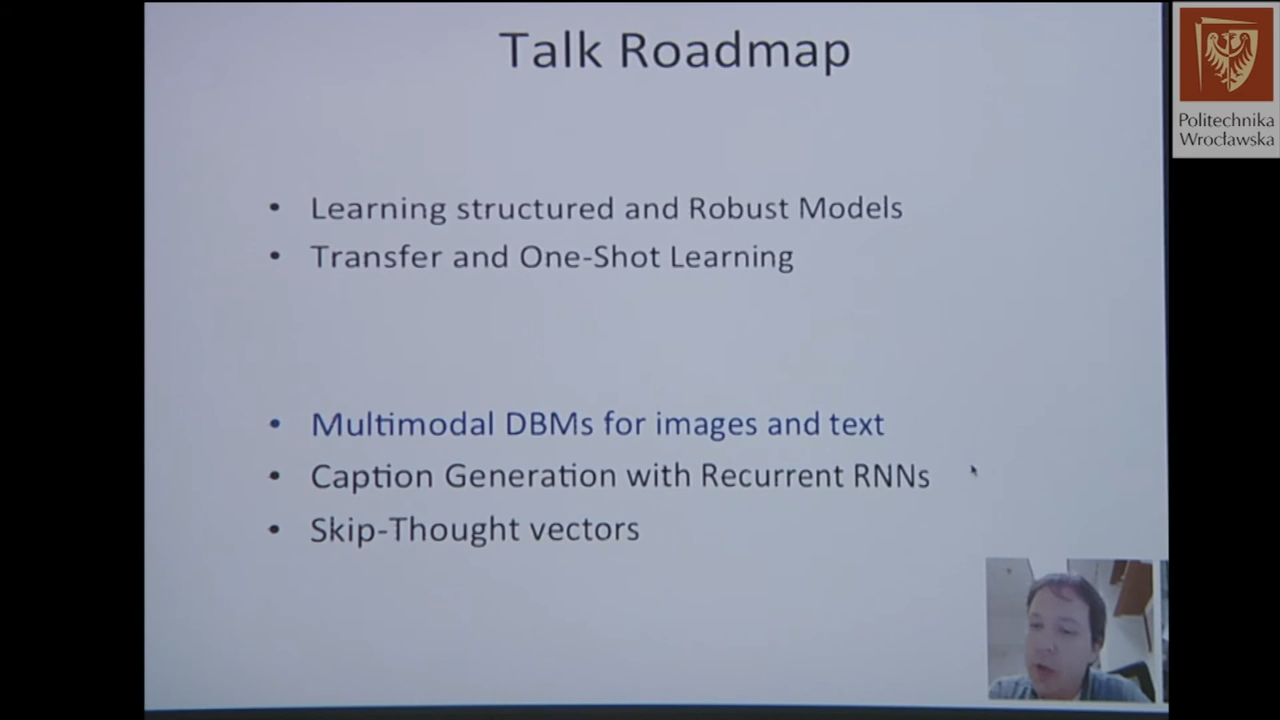 Talk Roadmap
• Learning structured and Robust Models
• Transfer and One-Shot Learning
• Multimodal DBMs for images and text
• Caption Generation with Recurrent RNNs
• Skip-Thought vectors
Politechnika
Wrocławska